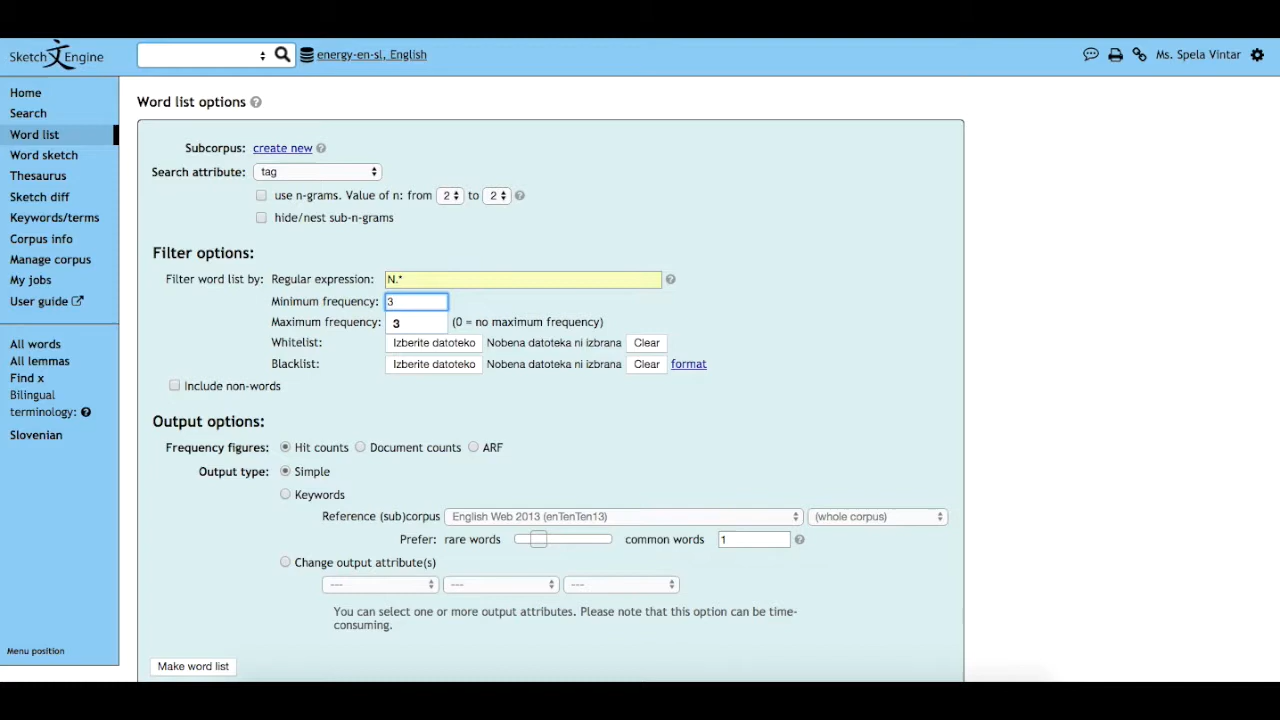 Sketch Engine
energy-en-sl, English
Ms. Spela Vintar
Home
Search
Word list
Word sketch
Thesaurus
Sketch diff
Keywords/terms
Corpus info
Manage corpus
My jobs
User guide
All words
All lemmas
Find x
Bilingual
terminology: ?
Slovenian
Menu position
Word list options ?
Subcorpus: create new ?
Search attribute: tag
use n-grams. Value of n: from 2 to 2 ?
hide/nest sub-n-grams
Filter options:
Filter word list by: Regular expression: N.* ?
Minimum frequency: 3
Maximum frequency: 3 (0 = no maximum frequency)
Whitelist: Izberite datoteko Nobena datoteka ni izbrana Clear
Blacklist: Izberite datoteko Nobena datoteka ni izbrana Clear format
Include non-words
Output options:
Frequency figures: Hit counts Document counts ARF
Output type: Simple
Keywords
Reference (sub)corpus English Web 2013 (enTenTen13) (whole corpus)
Prefer: rare words common words 1 ?
Change output attribute(s)
--- --- ---
You can select one or more output attributes. Please note that this option can be time-
consuming.
Make word list